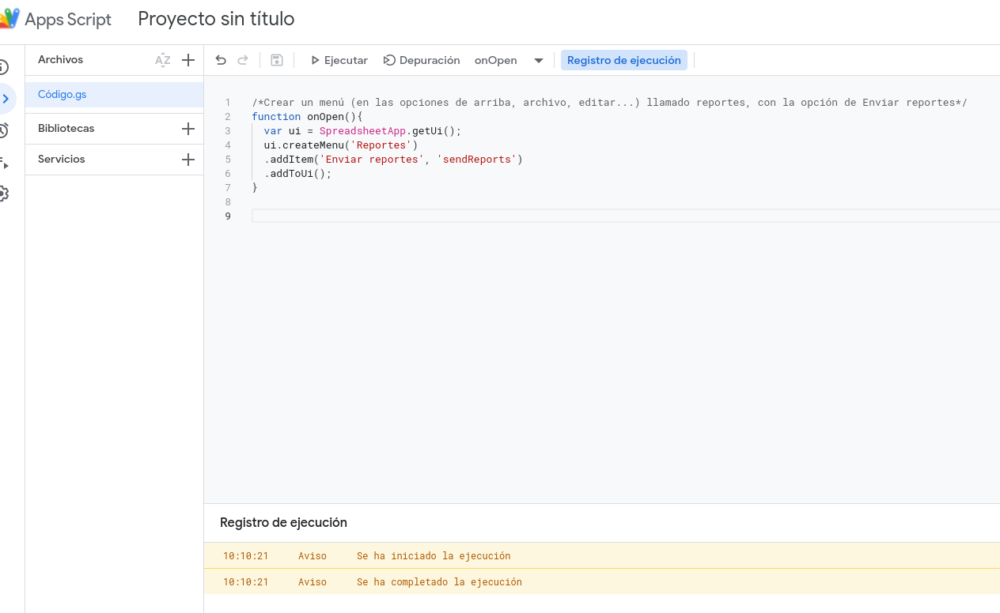 Apps Script Proyecto sin título
Archivos AZ
Ejecutar Depuración onOpen Registro de ejecución
Código.gs
Bibliotecas
Servicios
1 /*Crear un menú (en las opciones de arriba, archivo, editar...) llamado reportes, con la opción de Enviar reportes*/
2 function onOpen(){
3 var ui = SpreadsheetApp.getUi();
4 ui.createMenu('Reportes')
5 .addItem('Enviar reportes', 'sendReports')
6 .addToUi();
7 }
8
9
Registro de ejecución
10:10:21 Aviso Se ha iniciado la ejecución
10:10:21 Aviso Se ha completado la ejecución